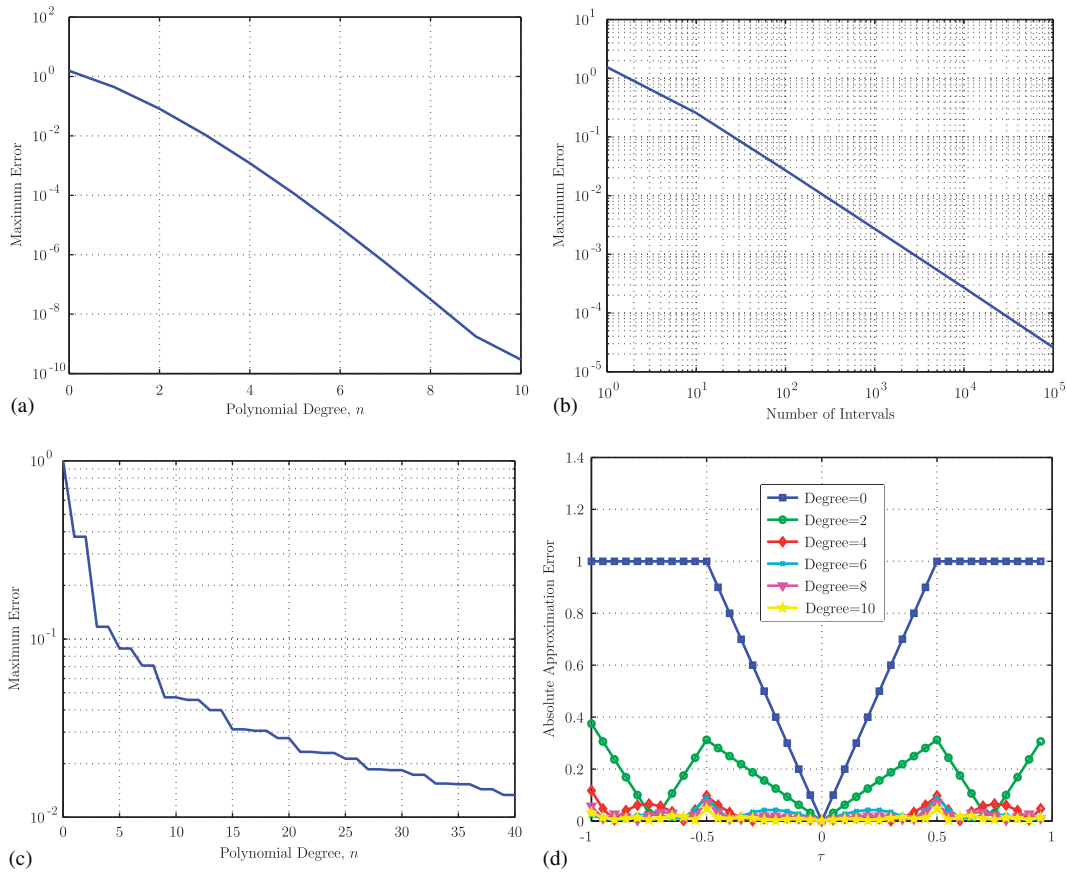 10^2
10^0
10^-2
10^-4
10^-6
10^-8
10^-10
Maximum Error
0 2 4 6 8 10
Polynomial Degree, n
(a)
10^1
10^0
10^-1
10^-2
10^-3
10^-4
10^-5
Maximum Error
10^0 10^1 10^2 10^3 10^4 10^5
Number of Intervals
(b)
10^0
10^-1
10^-2
Maximum Error
0 5 10 15 20 25 30 35 40
Polynomial Degree, n
(c)
1.4
1.2
1
0.8
0.6
0.4
0.2
0
Absolute Approximation Error
Degree=0
Degree=2
Degree=4
Degree=6
Degree=8
Degree=10
-1 -0.5 0 0.5 1
τ
(d)